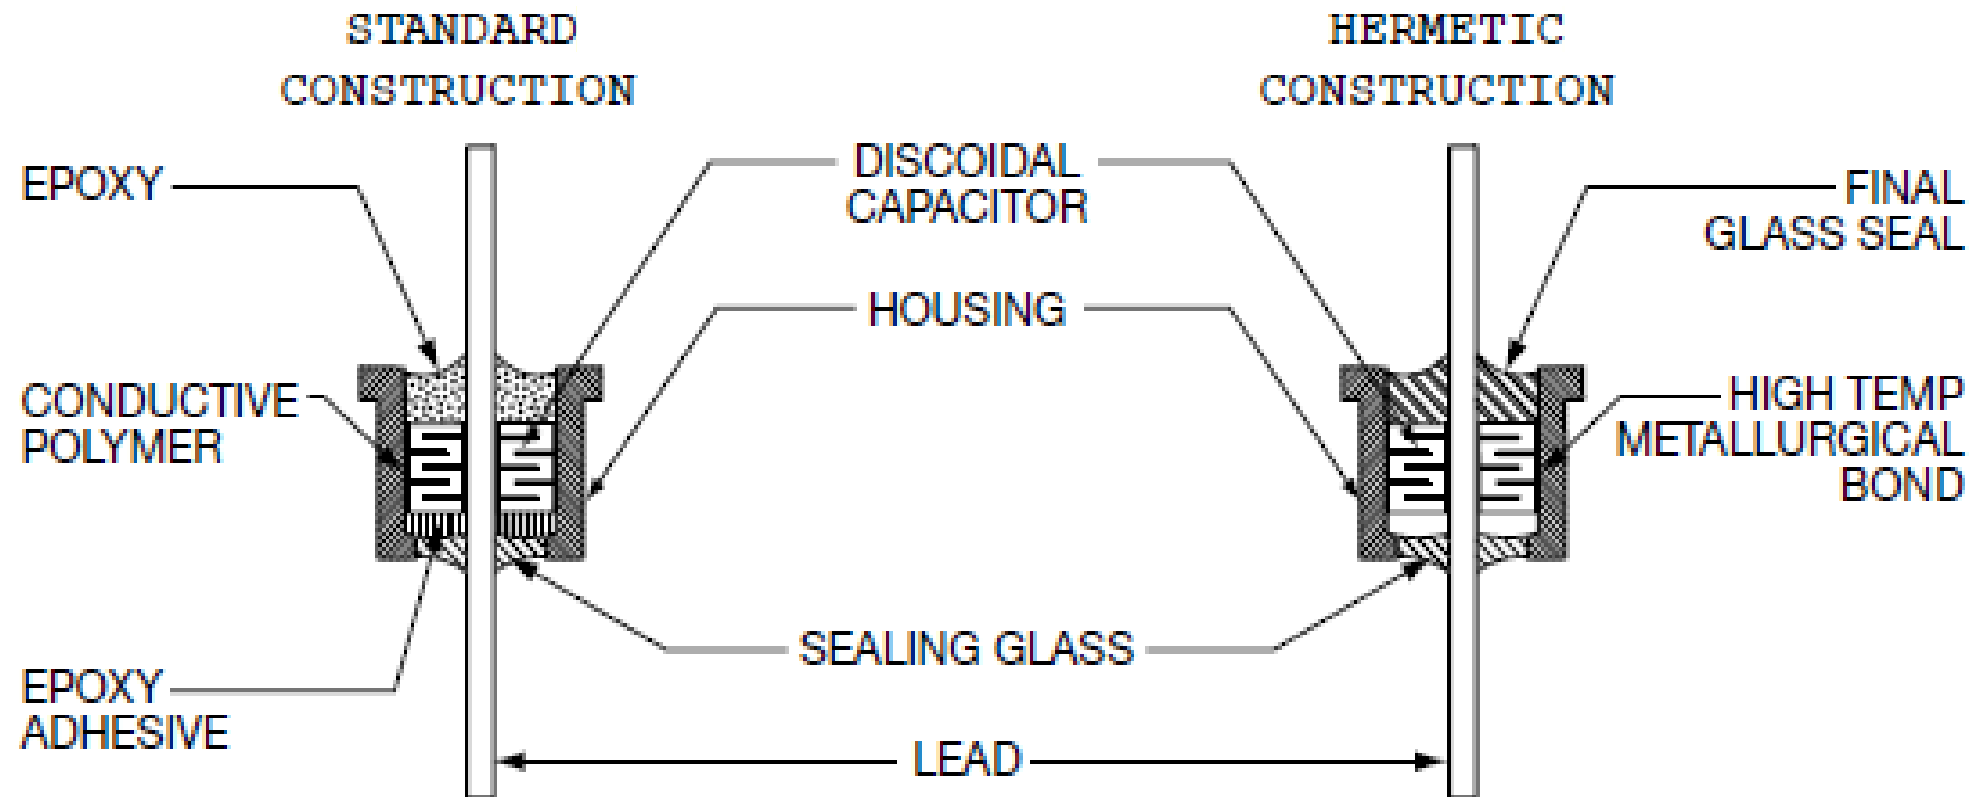 STANDARD
CONSTRUCTION
HERMETIC
CONSTRUCTION
EPOXY
DISCOIDAL
CAPACITOR
FINAL
GLASS SEAL
HOUSING
CONDUCTIVE
POLYMER
HIGH TEMP
METALLURGICAL
BOND
SEALING GLASS
EPOXY
ADHESIVE
LEAD